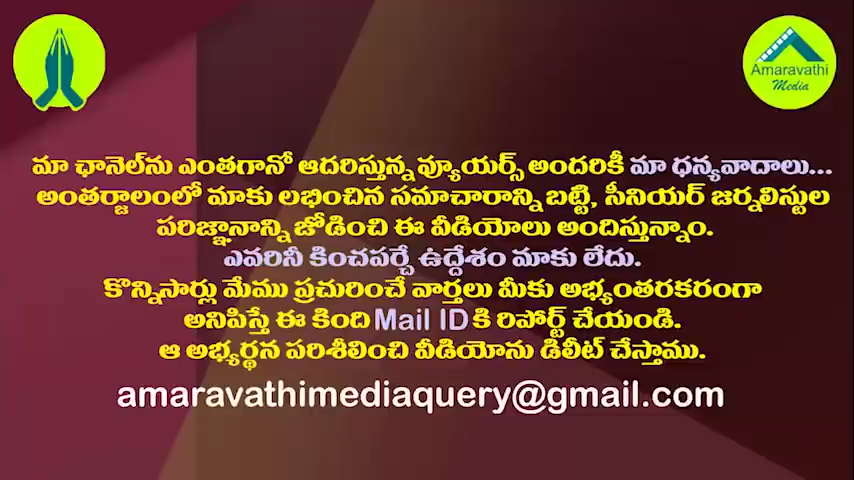 Amaravathi
Media
మా ఛానెల్‌ను ఎంతగానో ఆదరిస్తున్న వ్యూయర్స్ అందరికీ మా ధన్యవాదాలు...
అంతర్జాలంలో మాకు లభించిన సమాచారాన్ని బట్టి, సీనియర్ జర్నలిస్టుల
పరిజ్ఞానాన్ని జోడించి ఈ వీడియోలు అందిస్తున్నాం.
ఎవరినీ కించపర్చే ఉద్దేశం మాకు లేదు.
కొన్నిసార్లు మేము ప్రచురించే వార్తలు మీకు అభ్యంతరకరంగా
అనిపిస్తే ఈ కింది Mail ID కి రిపోర్ట్ చేయండి.
ఆ అభ్యర్థన పరిశీలించి వీడియోను డిలీట్ చేస్తాము.
amaravathimediaquery@gmail.com